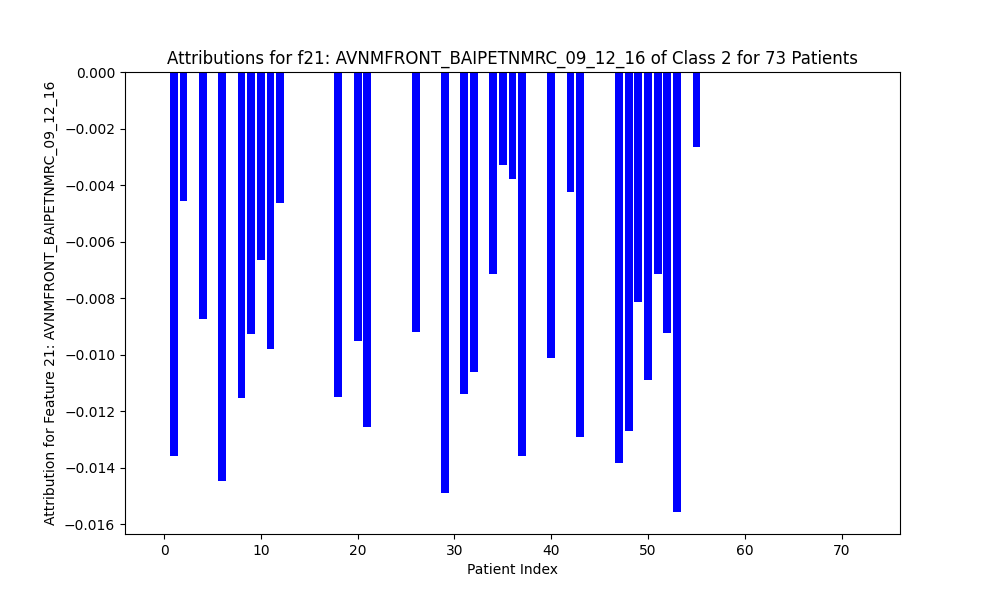 Attributions for f21: AVNMFRONT_BAIPETNMRC_09_12_16 of Class 2 for 73 Patients
Attribution for Feature 21: AVNMFRONT_BAIPETNMRC_09_12_16
0.000
−0.002
−0.004
−0.006
−0.008
−0.010
−0.012
−0.014
−0.016
0 10 20 30 40 50 60 70
Patient Index